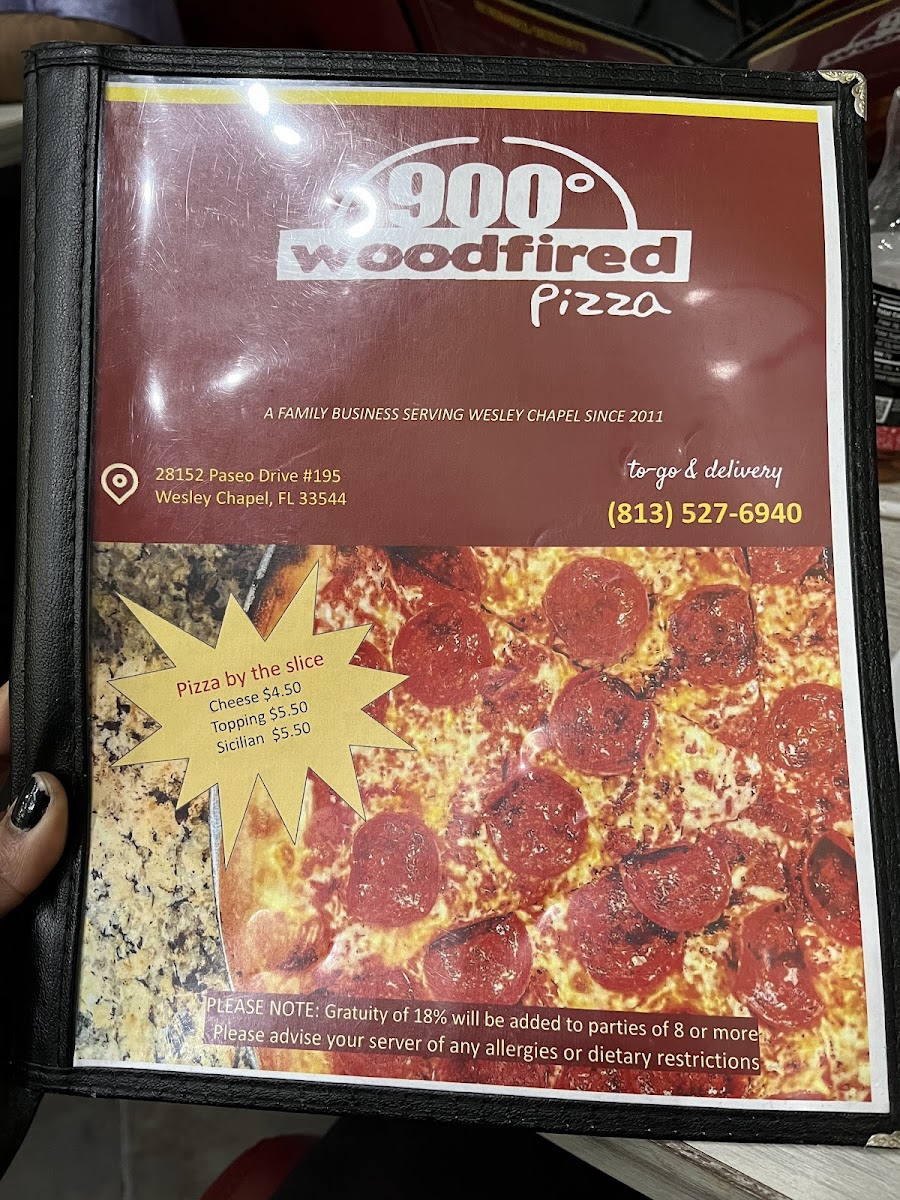 900°
woodfired
pizza
A FAMILY BUSINESS SERVING WESLEY CHAPEL SINCE 2011
28152 Paseo Drive #195
Wesley Chapel, FL 33544
to-go & delivery
(813) 527-6940
Pizza by the slice
Cheese $4.50
Topping $5.50
Sicilian $5.50
PLEASE NOTE: Gratuity of 18% will be added to parties of 8 or more
Please advise your server of any allergies or dietary restrictions